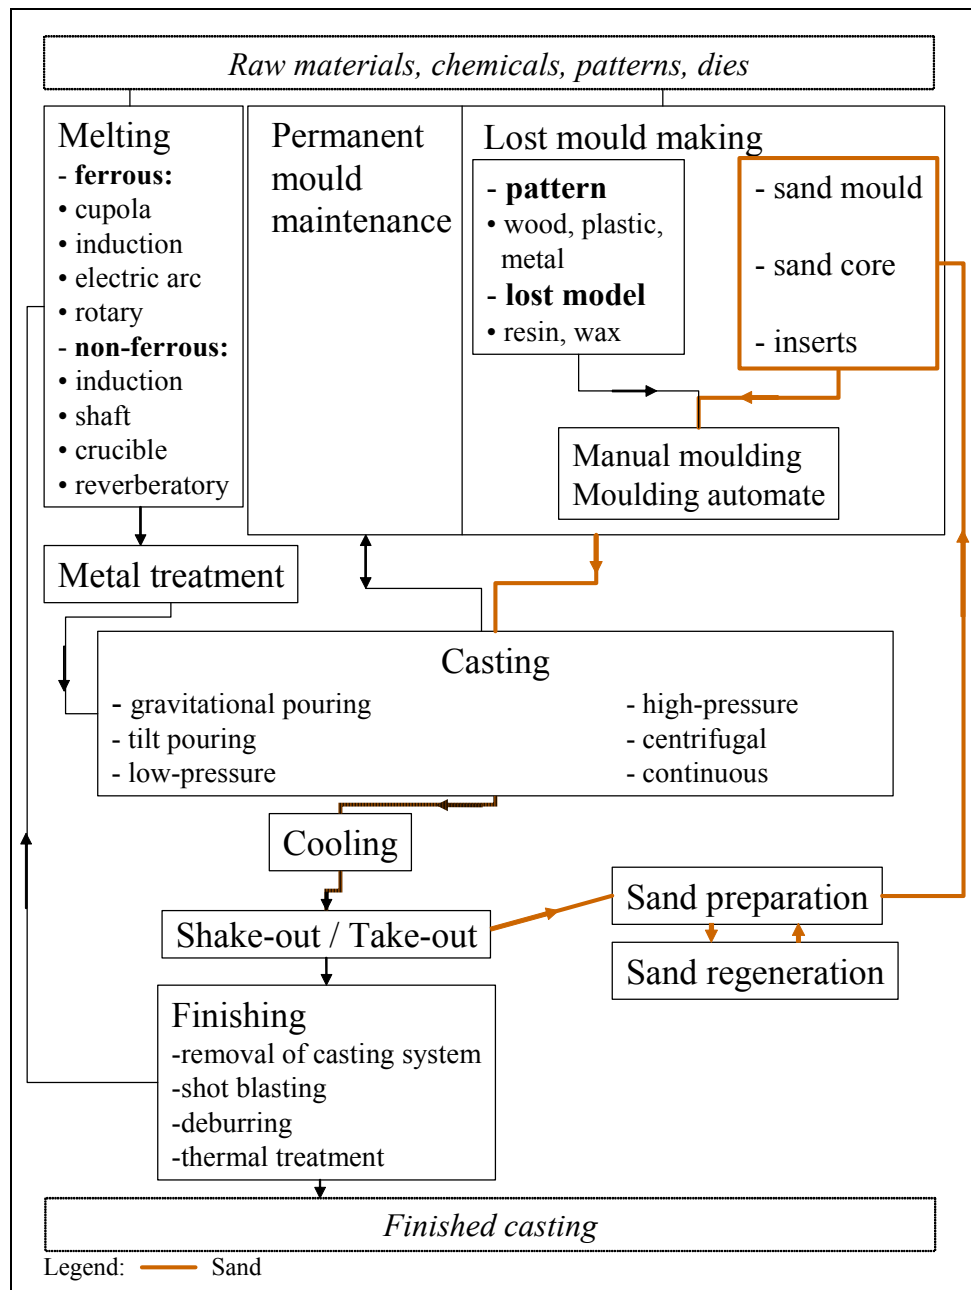 Raw materials, chemicals, patterns, dies
Melting
- ferrous:
• cupola
• induction
• electric arc
• rotary
- non-ferrous:
• induction
• shaft
• crucible
• reverberatory
Permanent
mould
maintenance
Lost mould making
- pattern
• wood, plastic,
metal
- lost model
• resin, wax
- sand mould
- sand core
- inserts
Manual moulding
Moulding automate
Metal treatment
Casting
- gravitational pouring
- tilt pouring
- low-pressure
- high-pressure
- centrifugal
- continuous
Cooling
Shake-out / Take-out
Sand preparation
Sand regeneration
Finishing
-removal of casting system
-shot blasting
-deburring
-thermal treatment
Finished casting
Legend: Sand